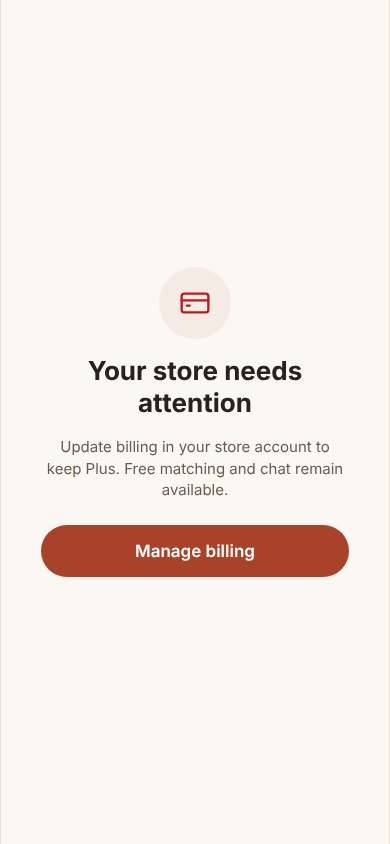 Your store needs
attention
Update billing in your store account to
keep Plus. Free matching and chat remain
available.
Manage billing